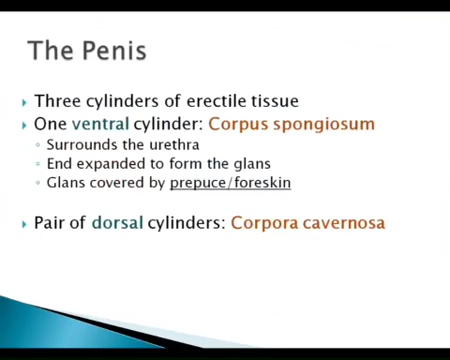 The Penis
Three cylinders of erectile tissue
One ventral cylinder: Corpus spongiosum
Surrounds the urethra
End expanded to form the glans
Glans covered by prepuce/foreskin
Pair of dorsal cylinders: Corpora cavernosa